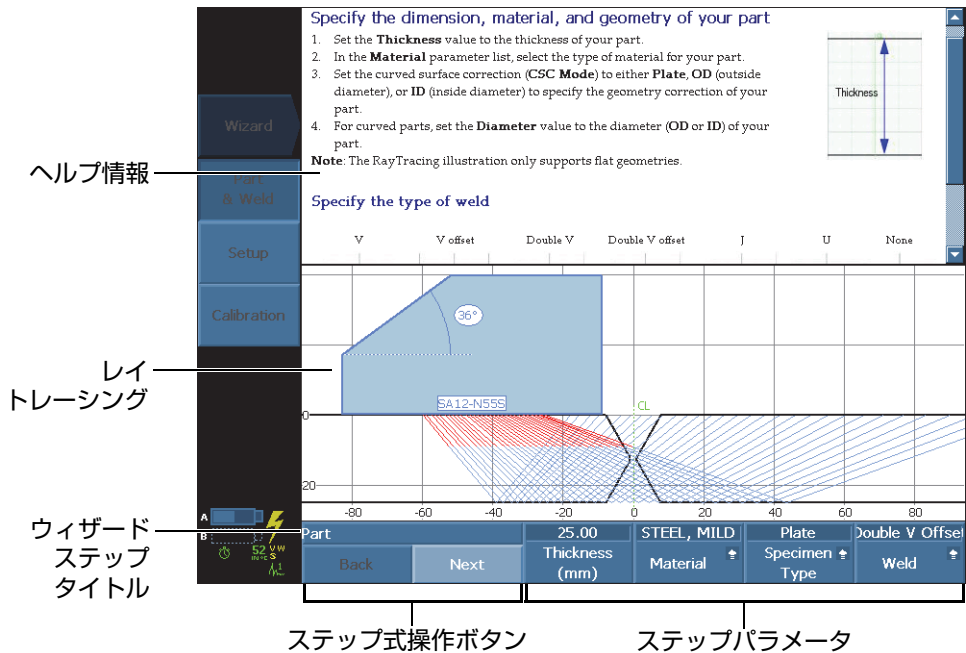 Specify the dimension, material, and geometry of your part
1. Set the Thickness value to the thickness of your part.
2. In the Material parameter list, select the type of material for your part.
3. Set the curved surface correction (CSC Mode) to either Plate, OD (outside
diameter), or ID (inside diameter) to specify the geometry correction of your
part.
4. For curved parts, set the Diameter value to the diameter (OD or ID) of your
part.
Note: The RayTracing illustration only supports flat geometries.
Thickness
Specify the type of weld
V V offset Double V Double V offset J U None
Wizard
Part
& Weld
Setup
Calibration
ヘルプ情報
レイ
トレーシング
36°
SA12-N55S
CL
0
20
-80 -60 -40 -20 0 20 40 60 80
A
B
52
V W
S
1
ウィザード
ステップ
タイトル
Part 25.00 STEEL, MILD Plate Double V Offset
Back Next Thickness
(mm) Material Specimen
Type Weld
ステップ式操作ボタン ステップパラメータ